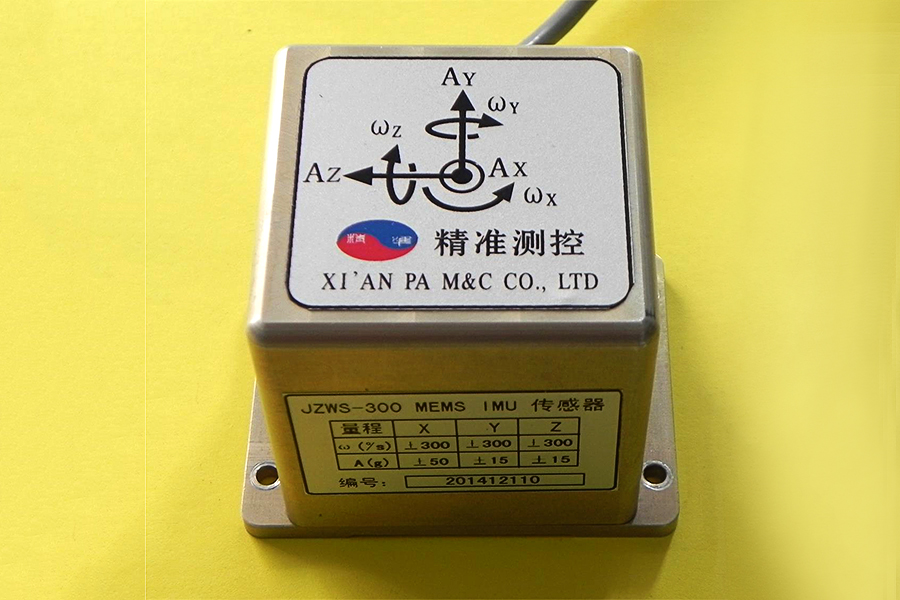 AY
ωY
ωZ
AZ
AX
ωX
精准测控
XI'AN PA M&C CO., LTD
JZWS-300 MEMS IMU 传感器
量程 X Y Z
ω (°/s) ±300 ±300 ±300
A(g) ±50 ±15 ±15
编号: 201412110